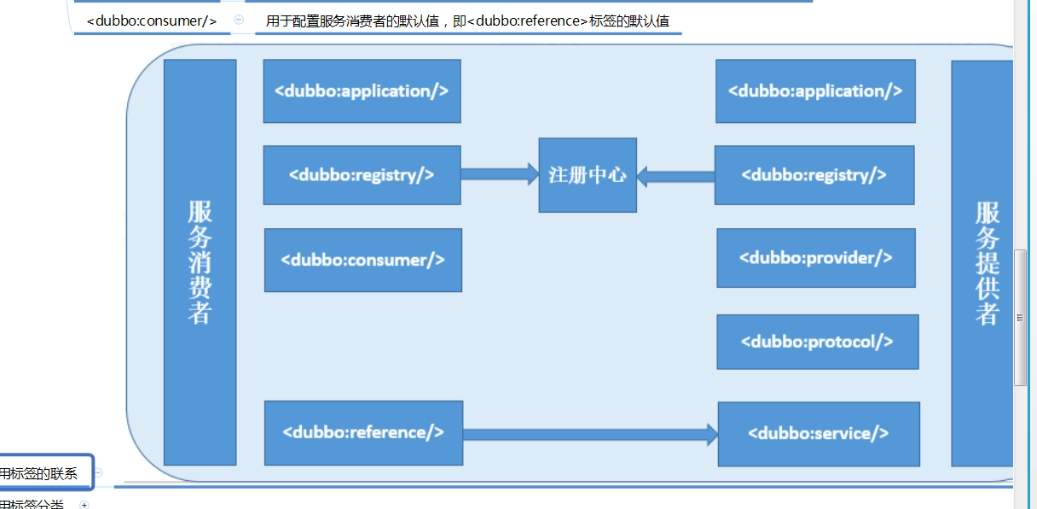 <dubbo:consumer/>
用于配置服务消费者的默认值，即<dubbo:reference>标签的默认值
<dubbo:application/>
<dubbo:application/>
<dubbo:registry/>
注册中心
<dubbo:registry/>
服务消费者
服务提供者
<dubbo:consumer/>
<dubbo:provider/>
<dubbo:protocol/>
<dubbo:reference/>
<dubbo:service/>
用标签的联系
用标签分类